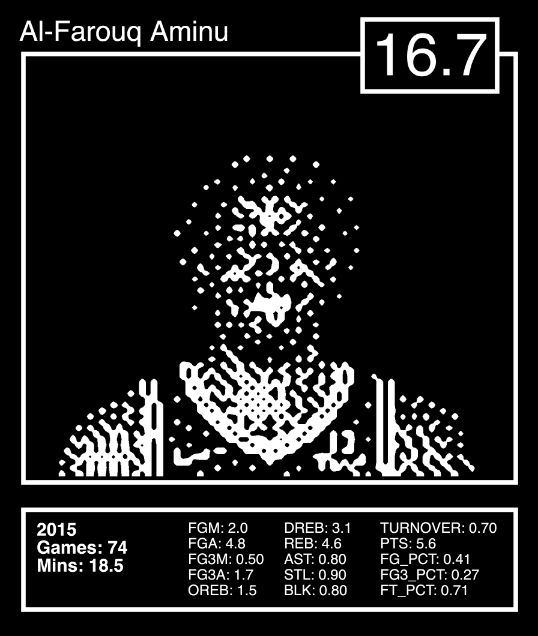 Al-Farouq Aminu
16.7
2015
Games: 74
Mins: 18.5
FGM: 2.0
FGA: 4.8
FG3M: 0.50
FG3A: 1.7
OREB: 1.5
DREB: 3.1
REB: 4.6
AST: 0.80
STL: 0.90
BLK: 0.80
TURNOVER: 0.70
PTS: 5.6
FG_PCT: 0.41
FG3_PCT: 0.27
FT_PCT: 0.71